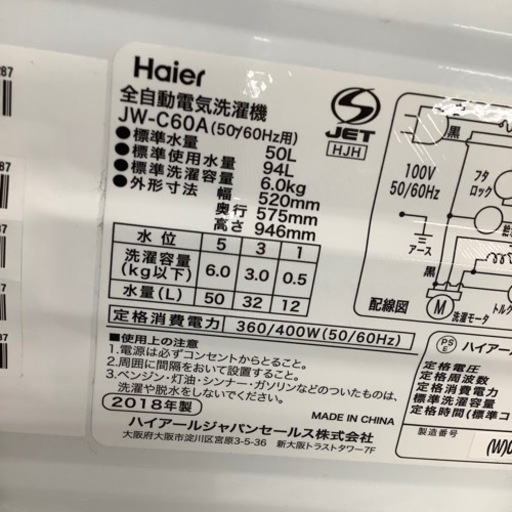 Haier
全自動電気洗濯機
JW-C60A(50/60Hz用)
●標準水量 50L
●標準使用水量 94L
●標準洗濯容量 6.0kg
●外形寸法 幅 520mm
奥行 575mm
高さ 946mm
水位 5 3 1
洗濯容量(kg以下) 6.0 3.0 0.5
水量(L) 50 32 12
定格消費電力 360/400W(50/60Hz)
使用上の注意
1.電源は必ずコンセントからとること。
2.周囲に間隔をおいて設置すること。
3.ベンジン・灯油・シンナー・ガソリンなどのついたものは、
洗濯や脱水をしないでください。
2018年製
MADE IN CHINA
ハイアールジャパンセールス株式会社
大阪府大阪市淀川区宮原3-5-36 新大阪トラストタワー7F
S JET
HJH
黒
100V
50/60Hz
フタ
ロック
アース
黒
配線図
M 洗濯モータ
トルク
PSE
ハイアール
定格電圧
定格周波数
定格洗濯容量
定格時間(標準コ
製造番号
(W)0
287
87
87
87